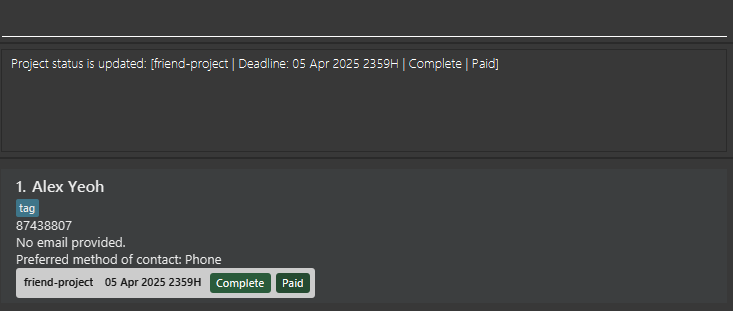 Project status is updated: [friend-project | Deadline: 05 Apr 2025 2359H | Complete | Paid]
1. Alex Yeoh
tag
87438807
No email provided.
Preferred method of contact: Phone
friend-project 05 Apr 2025 2359H Complete Paid